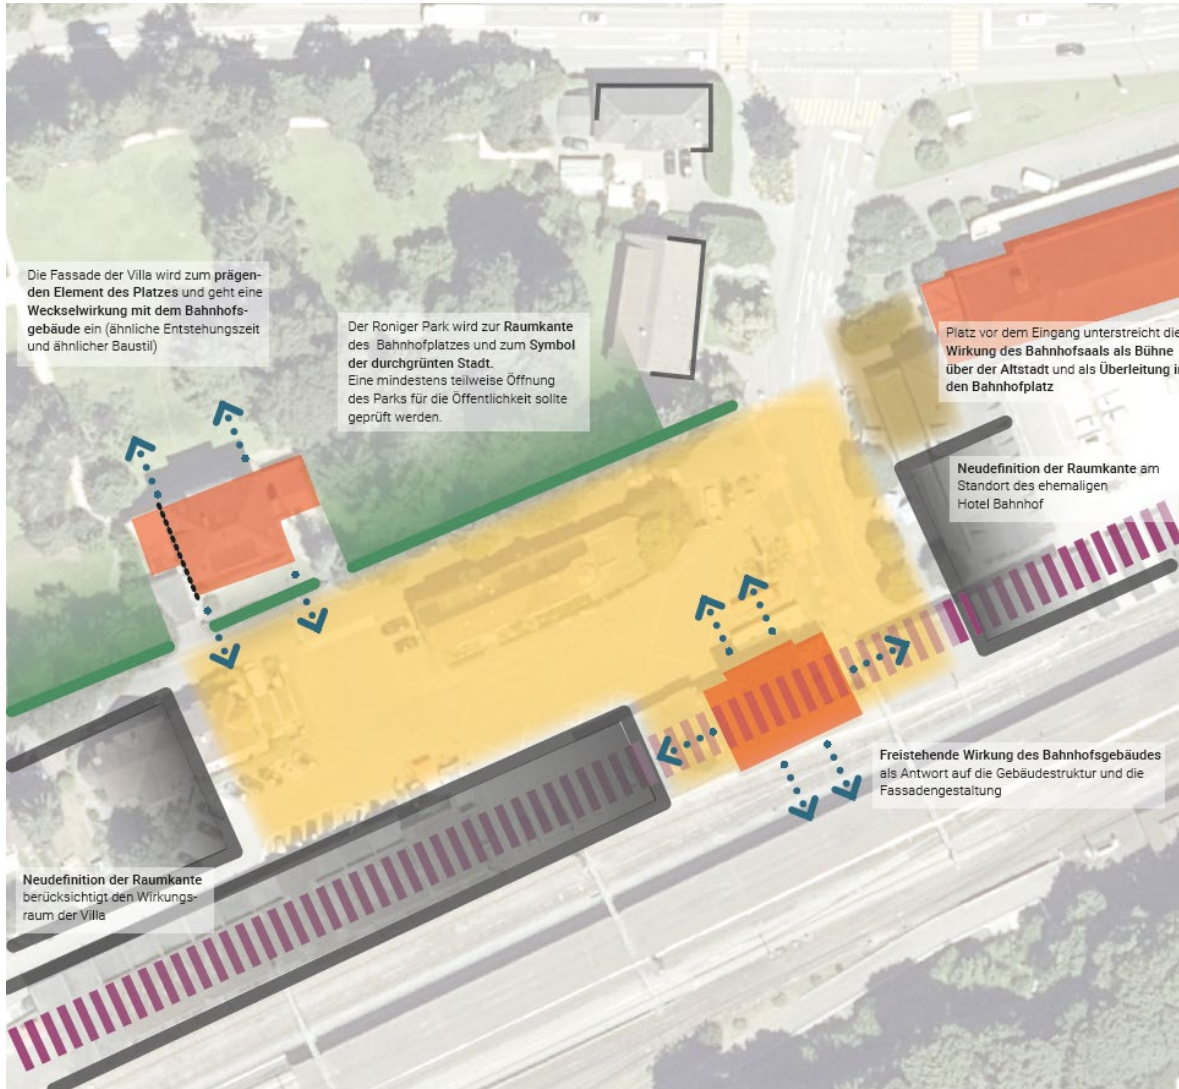 Die Fassade der Villa wird zum prägen-
den Element des Platzes und geht eine
Weckselwirkung mit dem Bahnhofs-
gebäude ein (ähnliche Entstehungszeit
und ähnlicher Baustil)
Der Roniger Park wird zur Raumkante
des Bahnhofplatzes und zum Symbol
der durchgrünten Stadt.
Eine mindestens teilweise Öffnung
des Parks für die Öffentlichkeit sollte
geprüft werden.
Platz vor dem Eingang unterstreicht die
Wirkung des Bahnhofsaals als Bühne
über der Altstadt und als Überleitung in
den Bahnhofplatz
Neudefinition der Raumkante am
Standort des ehemaligen
Hotel Bahnhof
Freistehende Wirkung des Bahnhofsgebäudes
als Antwort auf die Gebäudestruktur und die
Fassadengestaltung
Neudefinition der Raumkante
berücksichtigt den Wirkungs-
raum der Villa